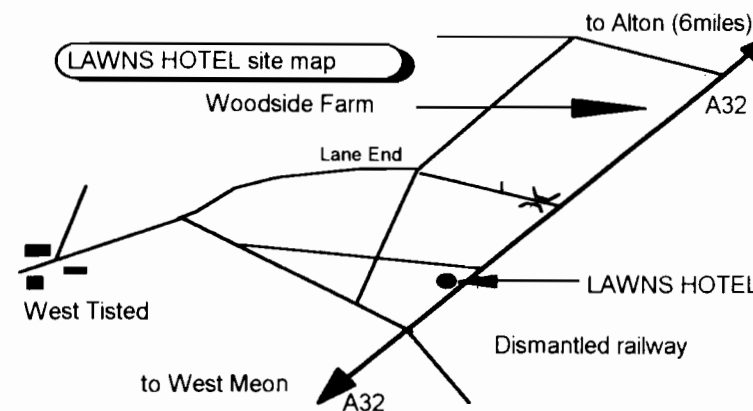 to Alton (6miles)
LAWNS HOTEL site map
Woodside Farm
A32
Lane End
LAWNS HOTEL
West Tisted
Dismantled railway
to West Meon
A32